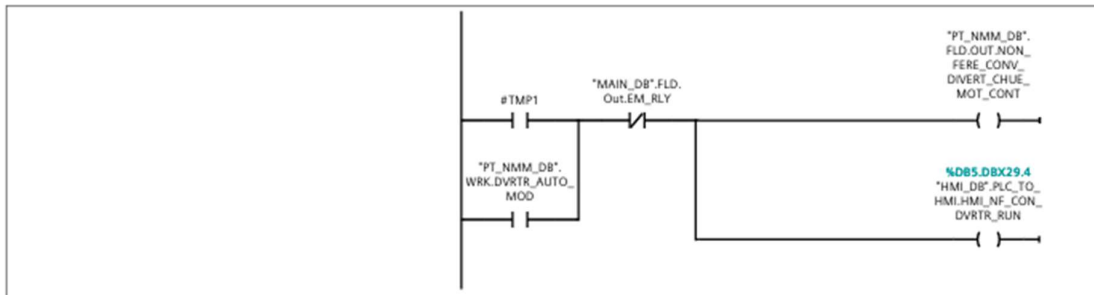 "PT_NMM_DB".
FLD.OUT.NON_
FERE_CONV_
DIVERT_CHUE_
MOT_CONT
"MAIN_DB".FLD.
Out.EM_RLY
#TMP1
"PT_NMM_DB".
WRK.DVRTR_AUTO_
MOD
%DB5.DBX29.4
"HMI_DB".PLC_TO_
HMI.HMI_NF_CON_
DVRTR_RUN